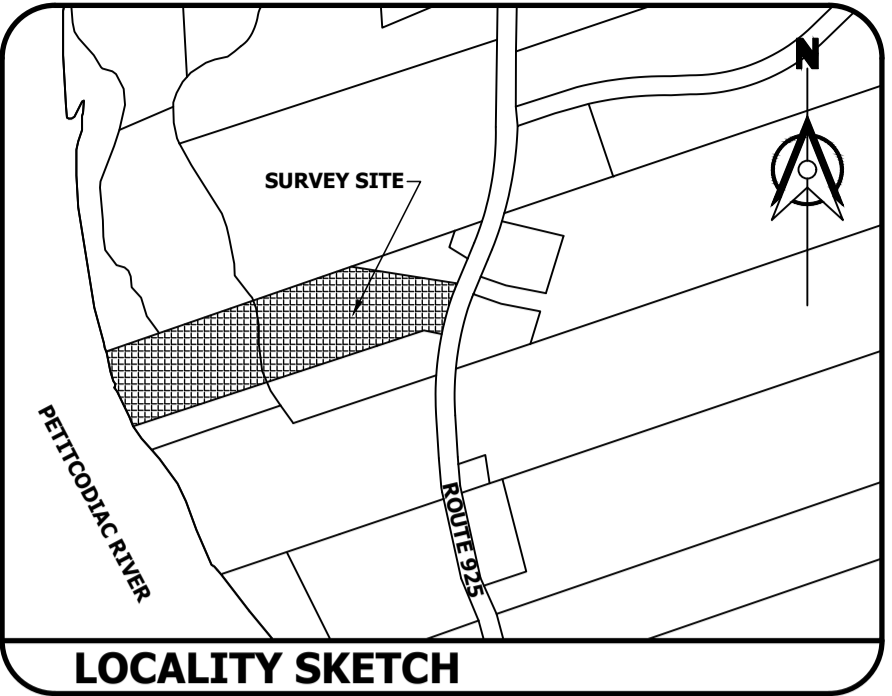 N
SURVEY SITE
PETITCODIAC RIVER
ROUTE 925
LOCALITY SKETCH